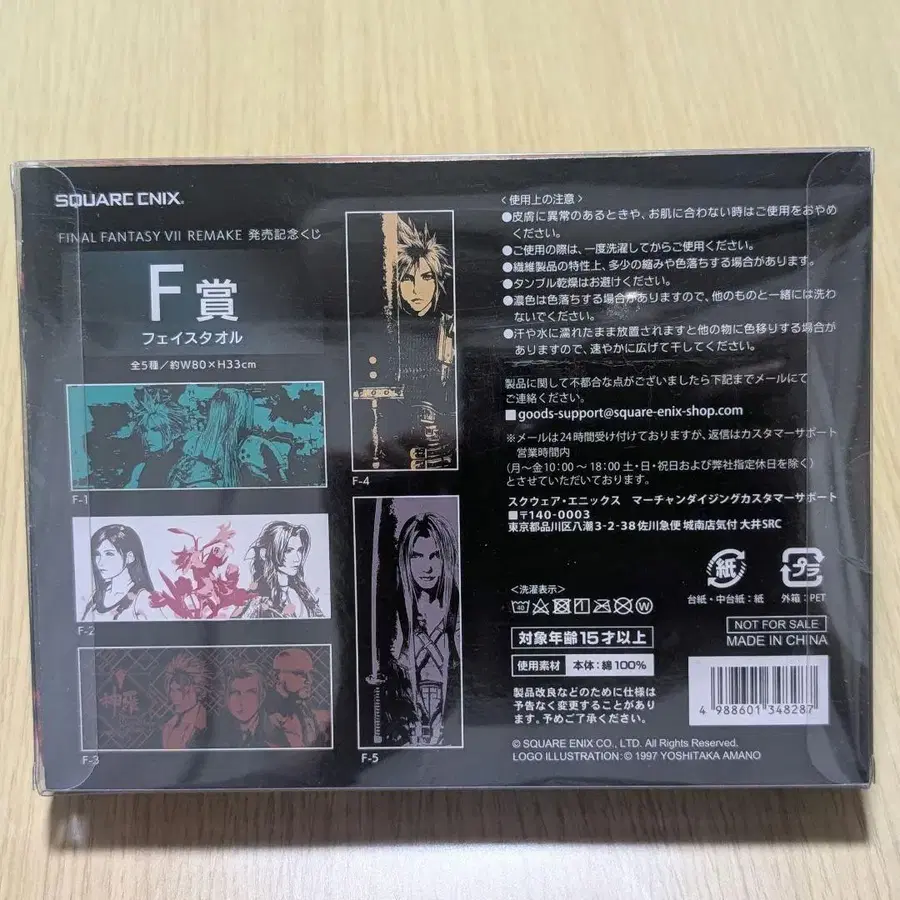 SQUARE ENIX.
FINAL FANTASY VII REMAKE 発売記念くじ
F賞
フェイスタオル
全5種/約W80×H33cm
F-1
F-2
神羅
F-3
F-4
F-5
〈使用上の注意〉
●皮膚に異常のあるときや、お肌に合わない時はご使用をおやめ
ください。
●ご使用の際は、一度洗濯してからご使用ください。
●繊維製品の特性上、多少の縮みや色落ちする場合があります。
●タンブル乾燥はお避けください。
●濃色は色落ちする場合がありますので、他のものと一緒には洗わ
ないでください。
●汗や水に濡れたまま放置されますと他の物に色移りする場合が
ありますので、速やかに広げて干してください。
製品に関して不都合な点がございましたら下記までメールにて
ご連絡ください。
■goods-support@square-enix-shop.com
※メールは24時間受け付けておりますが、返信はカスタマーサポート
営業時間内
(月〜金10:00〜18:00 土・日・祝日および弊社指定休日を除く)
とさせていただいております。
スクウェア・エニックス マーチャンダイジングカスタマーサポート
■〒140-0003
東京都品川区八潮3-2-38 佐川急便 城南店気付 大井SRC
紙
台紙・中台紙:紙
プラ
外箱:PET
〈洗濯表示〉
40
W
対象年齢15才以上
使用素材 本体:綿100%
製品改良などのために仕様は
予告なく変更することがあり
ます、予めご了承ください。
NOT FOR SALE
MADE IN CHINA
4 988601 348287
© SQUARE ENIX CO., LTD. All Rights Reserved.
LOGO ILLUSTRATION: © 1997 YOSHITAKA AMANO